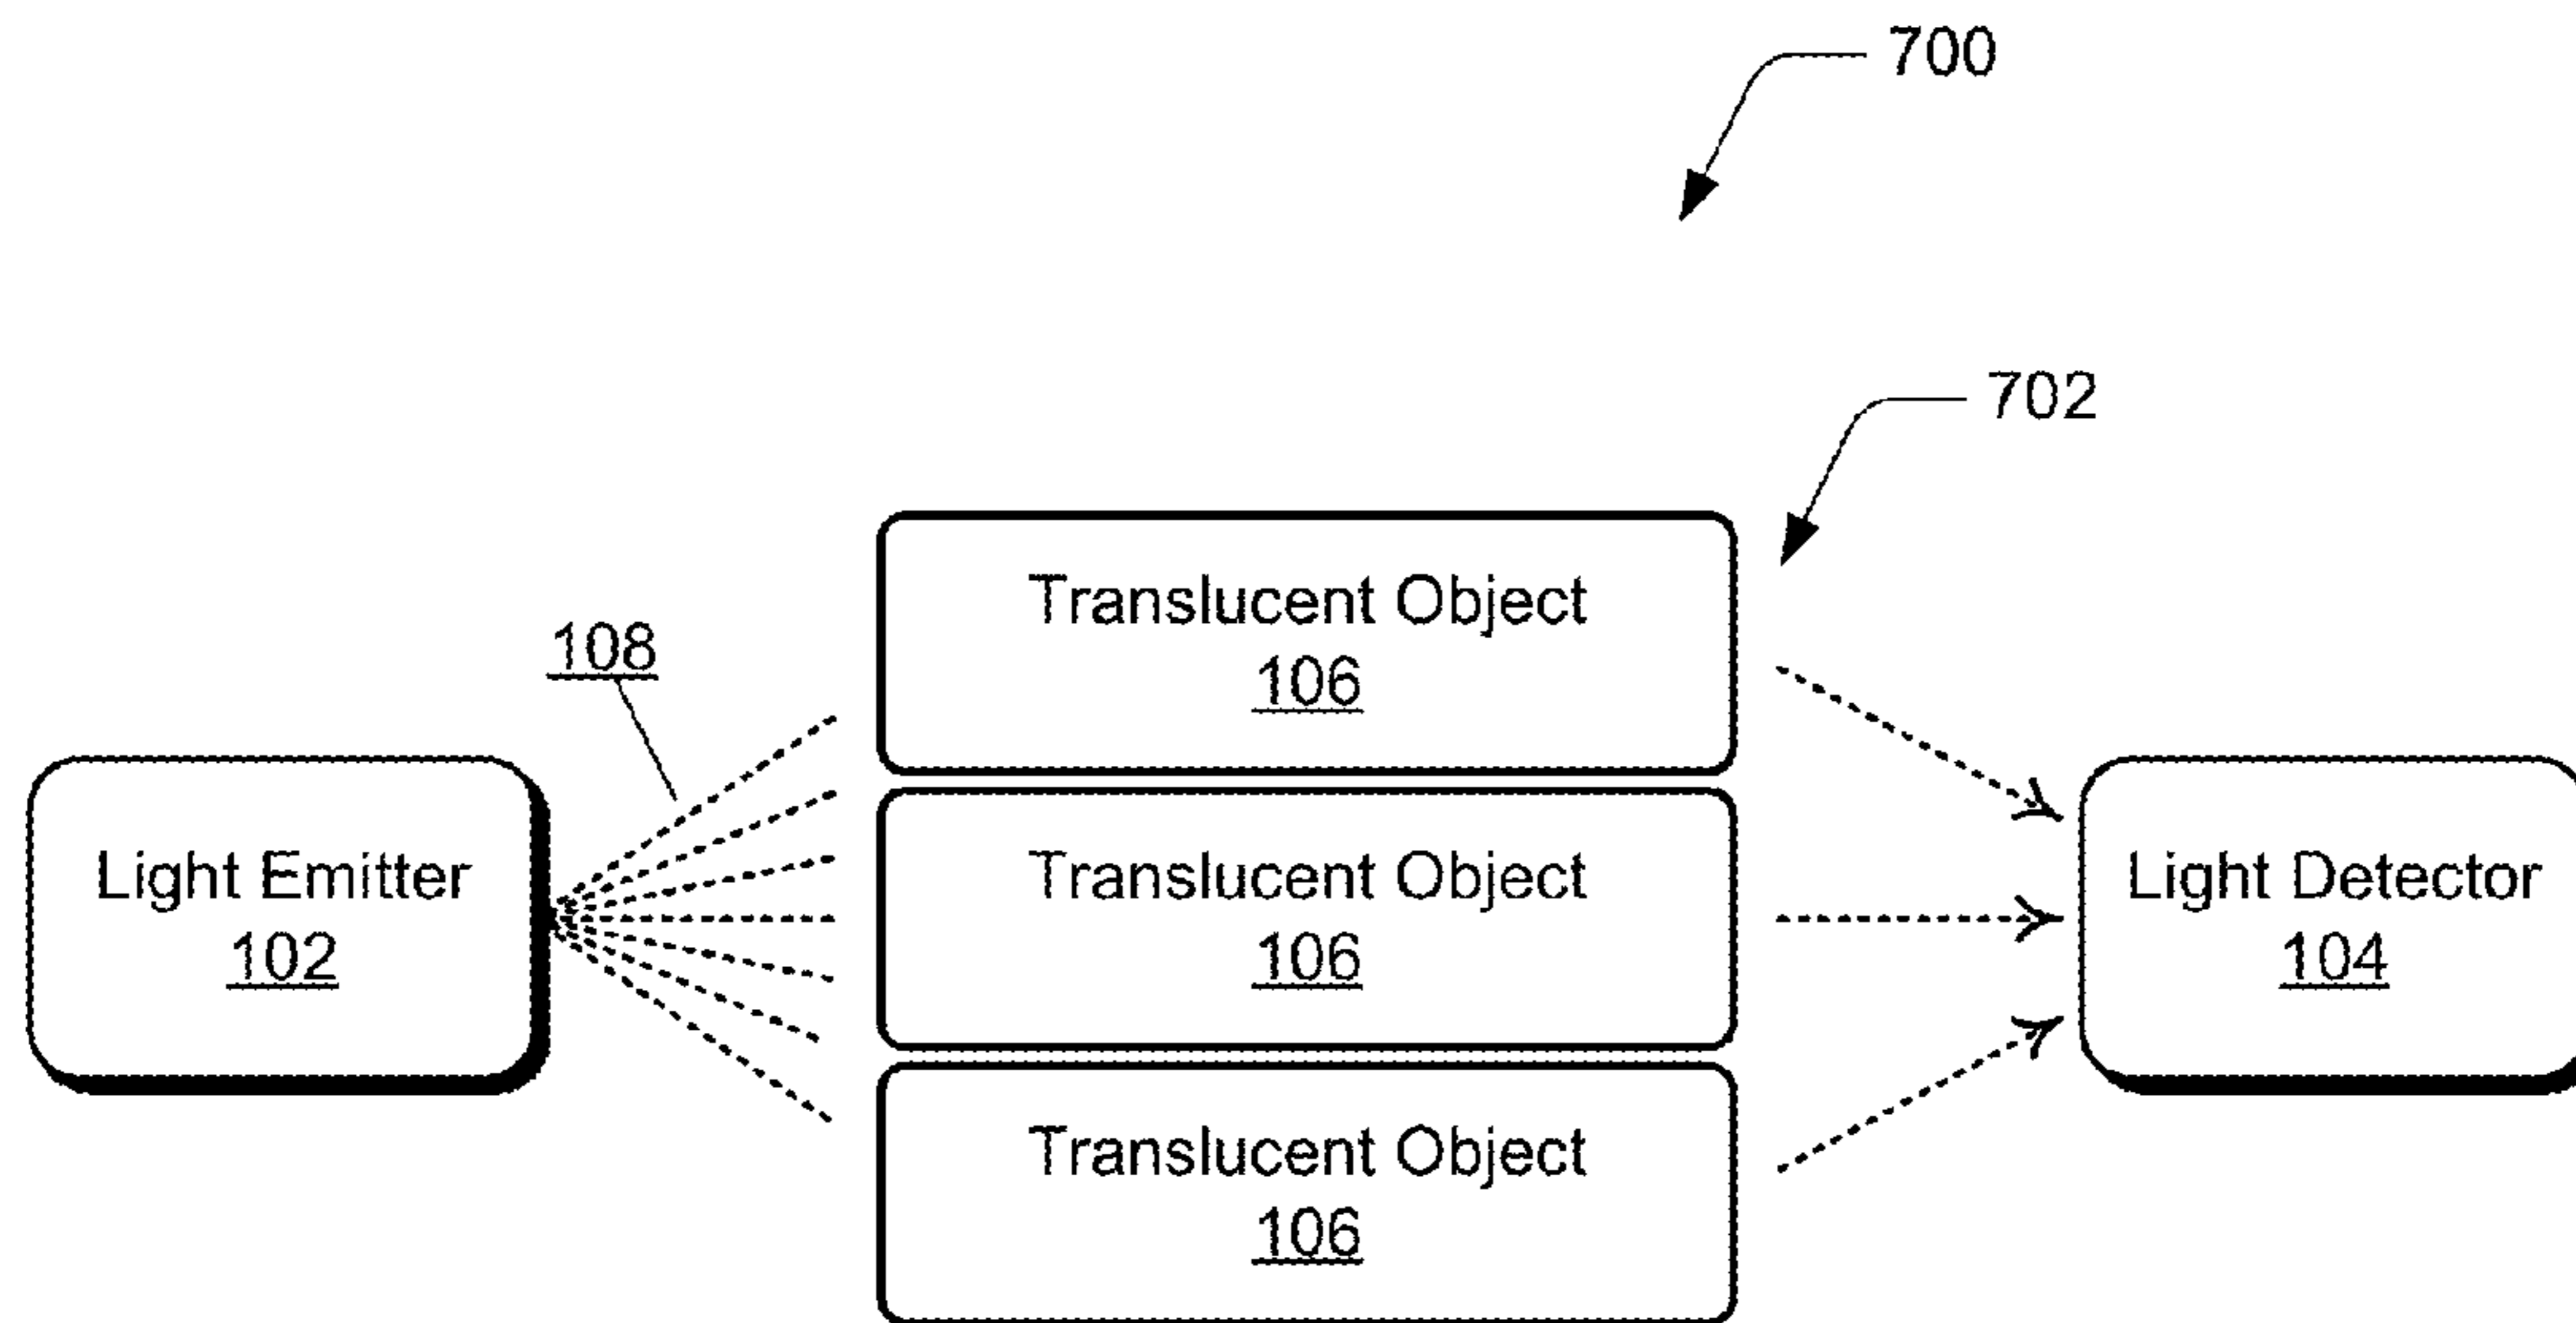 700
702
Translucent Object
106
108
Light Emitter
102
Translucent Object
106
Light Detector
104
Translucent Object
106